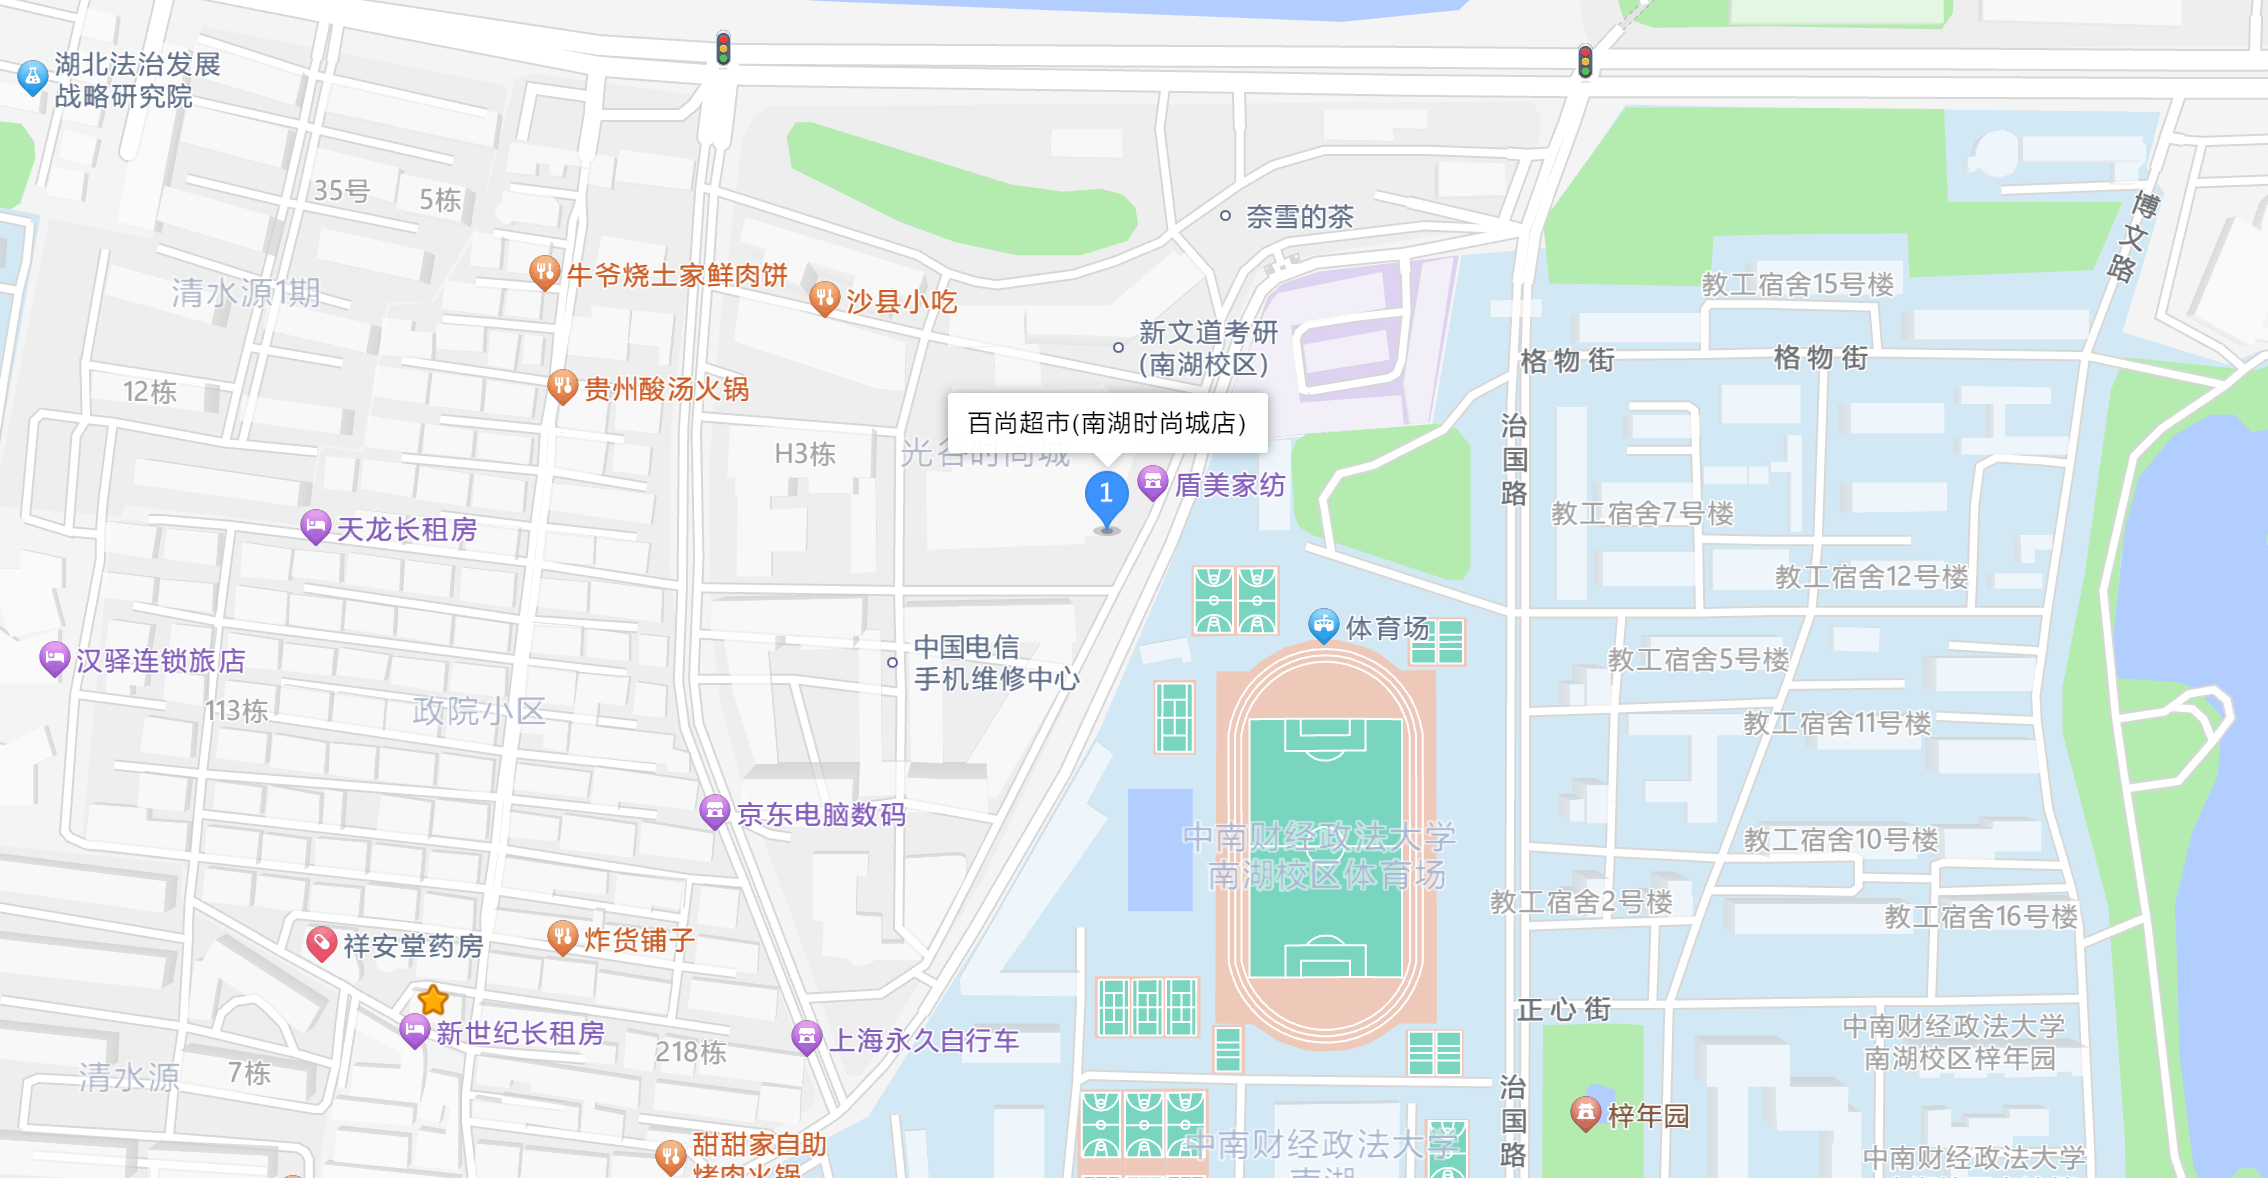 湖北法治发展
战略研究院
35号
5栋
奈雪的茶
博文路
清水源1期
牛爷烧土家鲜肉饼
沙县小吃
教工宿舍15号楼
新文道考研
(南湖校区)
格物街
格物街
12栋
贵州酸汤火锅
百尚超市(南湖时尚城店)
H3栋
光谷时尚城
治国路
1
盾美家纺
天龙长租房
教工宿舍7号楼
教工宿舍12号楼
体育场
汉驿连锁旅店
中国电信
手机维修中心
教工宿舍5号楼
113栋
政院小区
教工宿舍11号楼
京东电脑数码
中南财经政法大学
南湖校区体育场
教工宿舍10号楼
教工宿舍2号楼
教工宿舍16号楼
祥安堂药房
炸货铺子
正心街
新世纪长租房
上海永久自行车
218栋
中南财经政法大学
南湖校区梓年园
清水源
7栋
治国路
梓年园
甜甜家自助
烤肉火锅
中南财经政法大学
南湖
中南财经政法大学